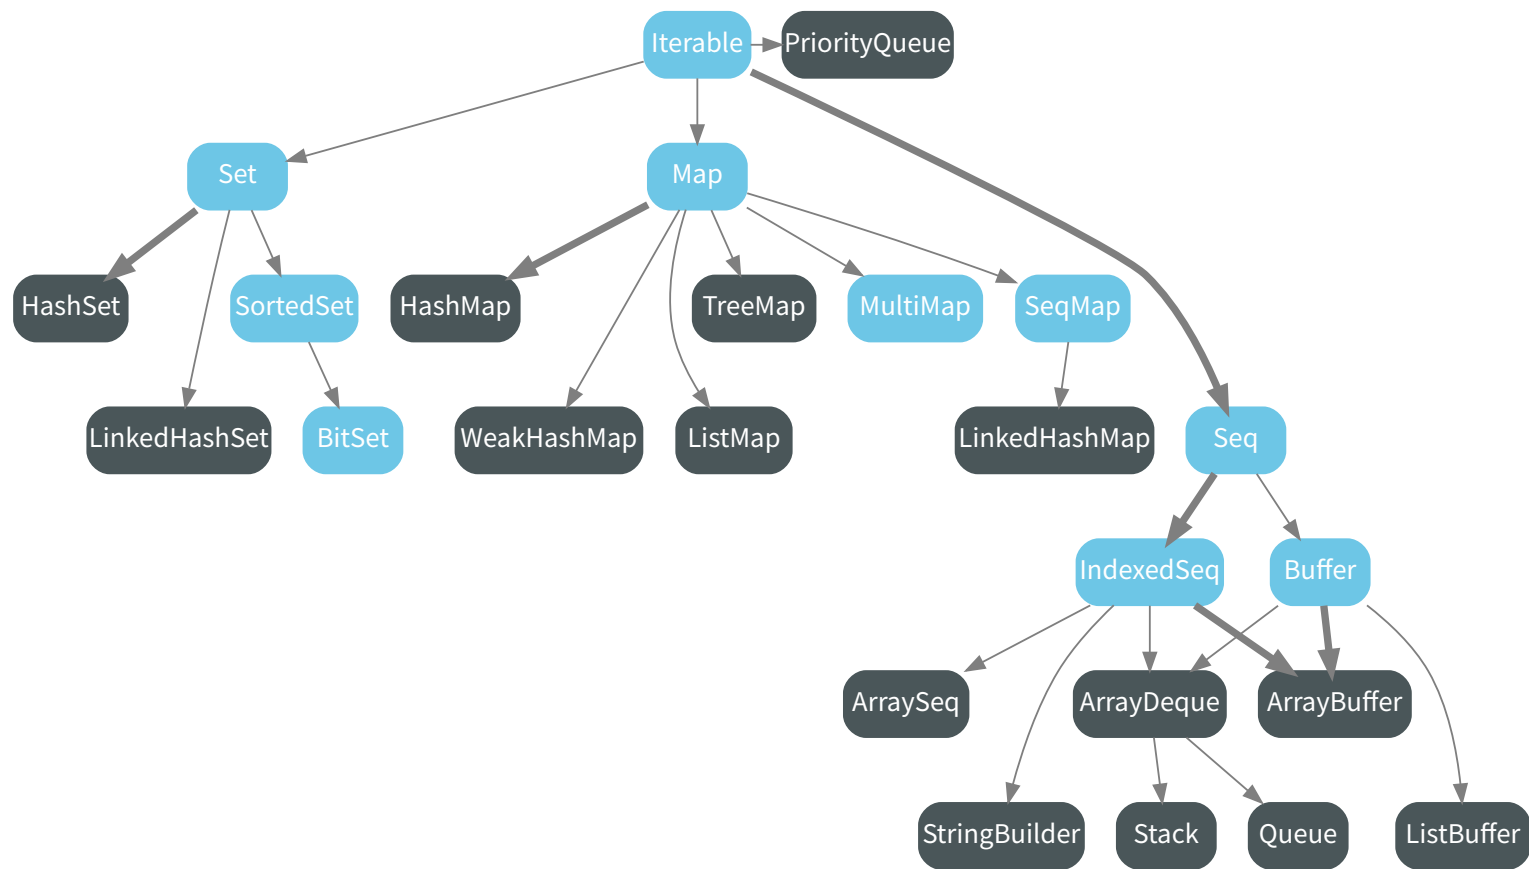 Iterable
PriorityQueue
Set
Map
HashSet
SortedSet
HashMap
TreeMap
MultiMap
SeqMap
LinkedHashSet
BitSet
WeakHashMap
ListMap
LinkedHashMap
Seq
IndexedSeq
Buffer
ArraySeq
ArrayDeque
ArrayBuffer
StringBuilder
Stack
Queue
ListBuffer